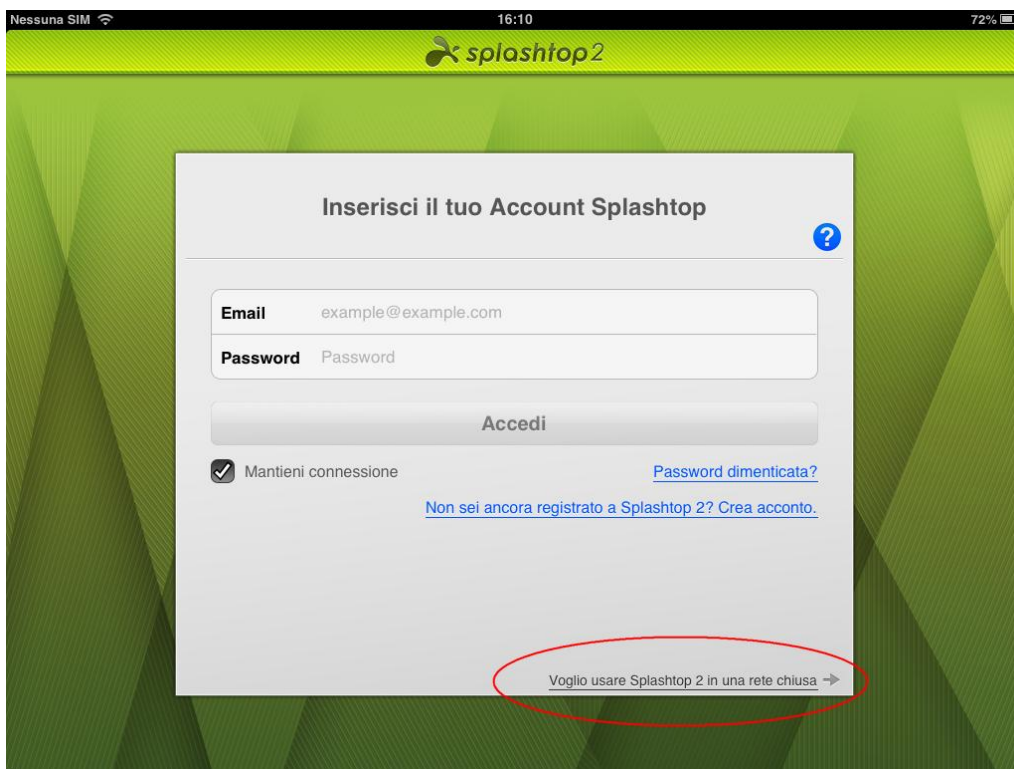 Nessuna SIM 16:10 72%
splashtop2
Inserisci il tuo Account Splashtop
?
Email example@example.com
Password Password
Accedi
Mantieni connessione Password dimenticata?
Non sei ancora registrato a Splashtop 2? Crea acconto.
Voglio usare Splashtop 2 in una rete chiusa